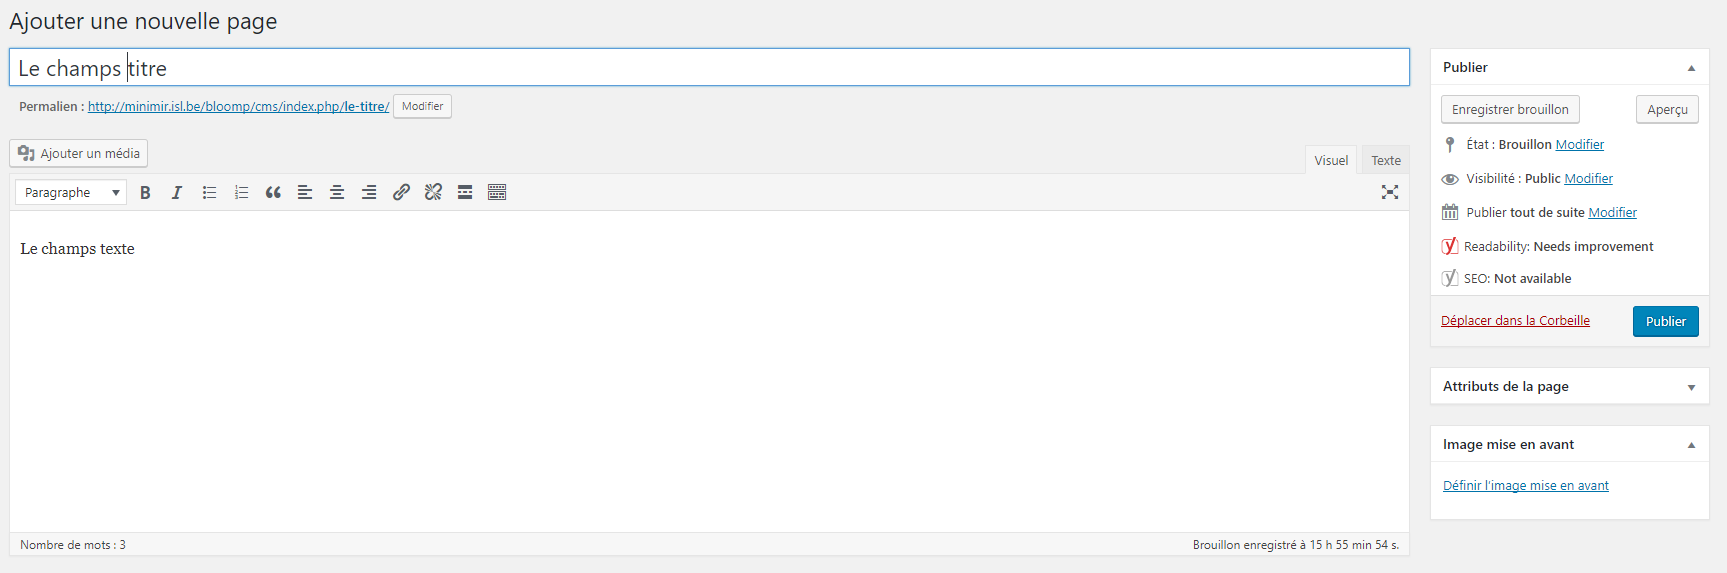 Ajouter une nouvelle page
Le champs titre
Permalien : http://minimir.isl.be/bloomp/cms/index.php/le-titre/ Modifier
Ajouter un média
Visuel Texte
Paragraphe
Le champs texte
Nombre de mots : 3
Brouillon enregistré à 15 h 55 min 54 s.
Publier
Enregistrer brouillon Aperçu
État : Brouillon Modifier
Visibilité : Public Modifier
Publier tout de suite Modifier
Readability: Needs improvement
SEO: Not available
Déplacer dans la Corbeille Publier
Attributs de la page
Image mise en avant
Définir l'image mise en avant